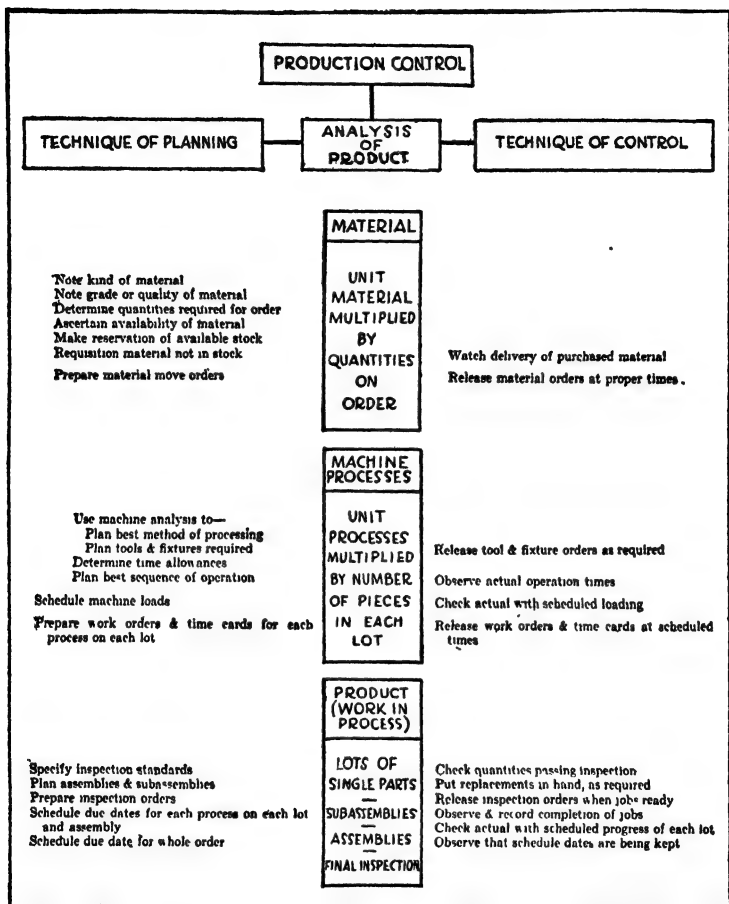 PRODUCTION CONTROL
TECHNIQUE OF PLANNING
ANALYSIS
OF
PRODUCT
TECHNIQUE OF CONTROL
MATERIAL
Note kind of material
Note grade or quality of material
Determine quantities required for order
Ascertain availability of material
Make reservation of available stock
Requisition material not in stock
Prepare material move orders
UNIT
MATERIAL
MULTIPLIED
BY
QUANTITIES
ON
ORDER
Watch delivery of purchased material
Release material orders at proper times.
MACHINE
PROCESSES
Use machine analysis to—
Plan best method of processing
Plan tools & fixtures required
Determine time allowances
Plan best sequence of operation
Schedule machine loads
Prepare work orders & time cards for each
process on each lot
UNIT
PROCESSES
MULTIPLIED
BY NUMBER
OF PIECES
IN EACH
LOT
Release tool & fixture orders as required
Observe actual operation times
Check actual with scheduled loading
Release work orders & time cards at scheduled
times
PRODUCT
(WORK IN
PROCESS)
Specify inspection standards
Plan assemblies & subassemblies
Prepare inspection orders
Schedule due dates for each process on each lot
and assembly
Schedule due date for whole order
LOTS OF
SINGLE PARTS
—
SUBASSEMBLIES
—
ASSEMBLIES
—
FINAL INSPECTION
Check quantities passing inspection
Put replacements in hand, as required
Release inspection orders when jobs ready
Observe & record completion of jobs
Check actual with scheduled progress of each lot
Observe that schedule dates are being kept